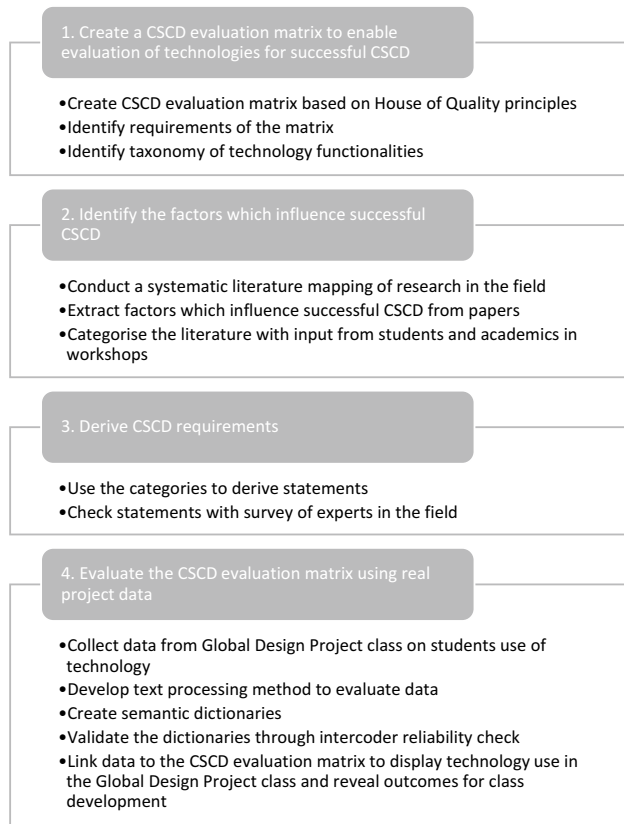 1. Create a CSCD evaluation matrix to enable
evaluation of technologies for successful CSCD
•Create CSCD evaluation matrix based on House of Quality principles
•Identify requirements of the matrix
•Identify taxonomy of technology functionalities
2. Identify the factors which influence successful
CSCD
•Conduct a systematic literature mapping of research in the field
•Extract factors which influence successful CSCD from papers
•Categorise the literature with input from students and academics in
workshops
3. Derive CSCD requirements
•Use the categories to derive statements
•Check statements with survey of experts in the field
4. Evaluate the CSCD evaluation matrix using real
project data
•Collect data from Global Design Project class on students use of
technology
•Develop text processing method to evaluate data
•Create semantic dictionaries
•Validate the dictionaries through intercoder reliability check
•Link data to the CSCD evaluation matrix to display technology use in
the Global Design Project class and reveal outcomes for class
development